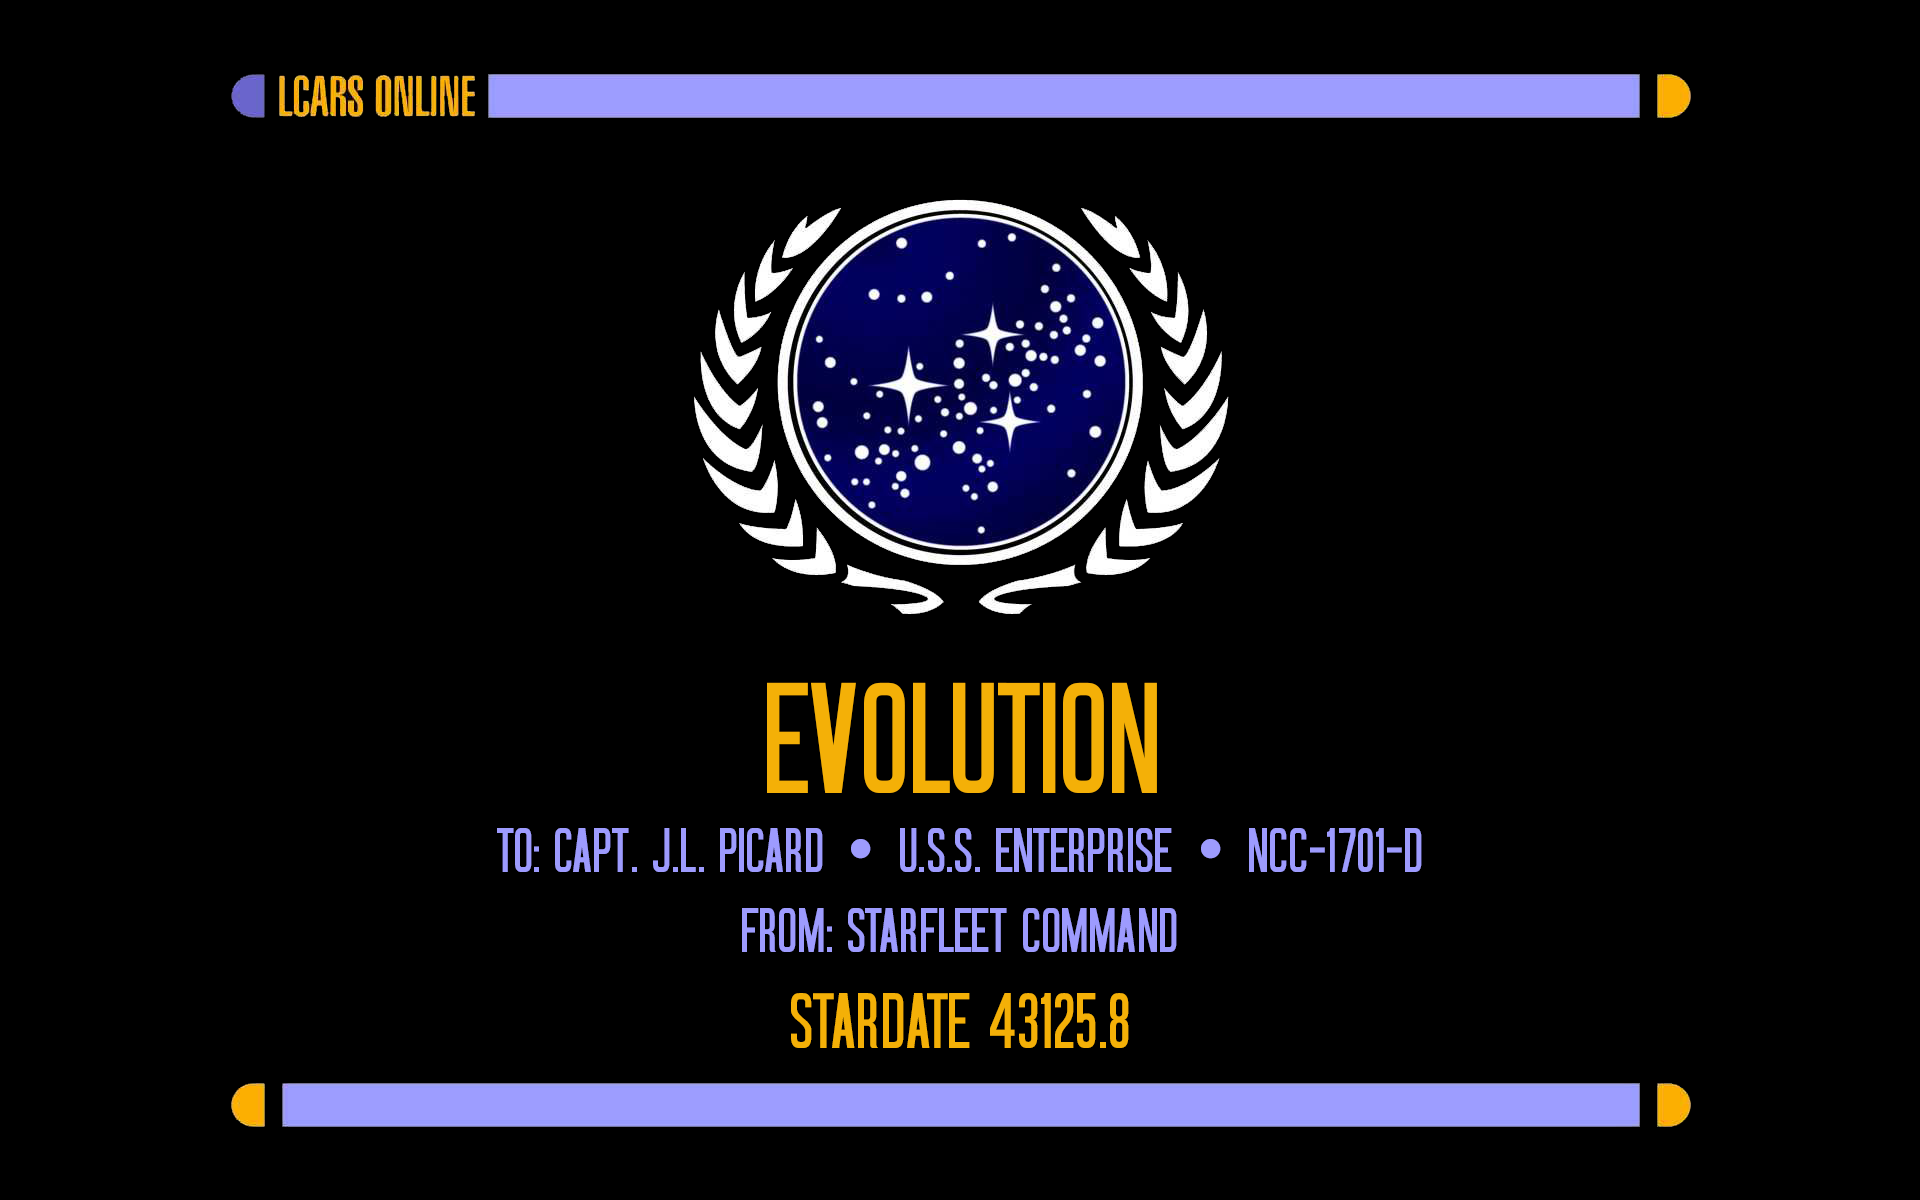 LCARS ONLINE
EVOLUTION
TO: CAPT. J.L. PICARD • U.S.S. ENTERPRISE • NCC-1701-D
FROM: STARFLEET COMMAND
STARDATE 43125.8